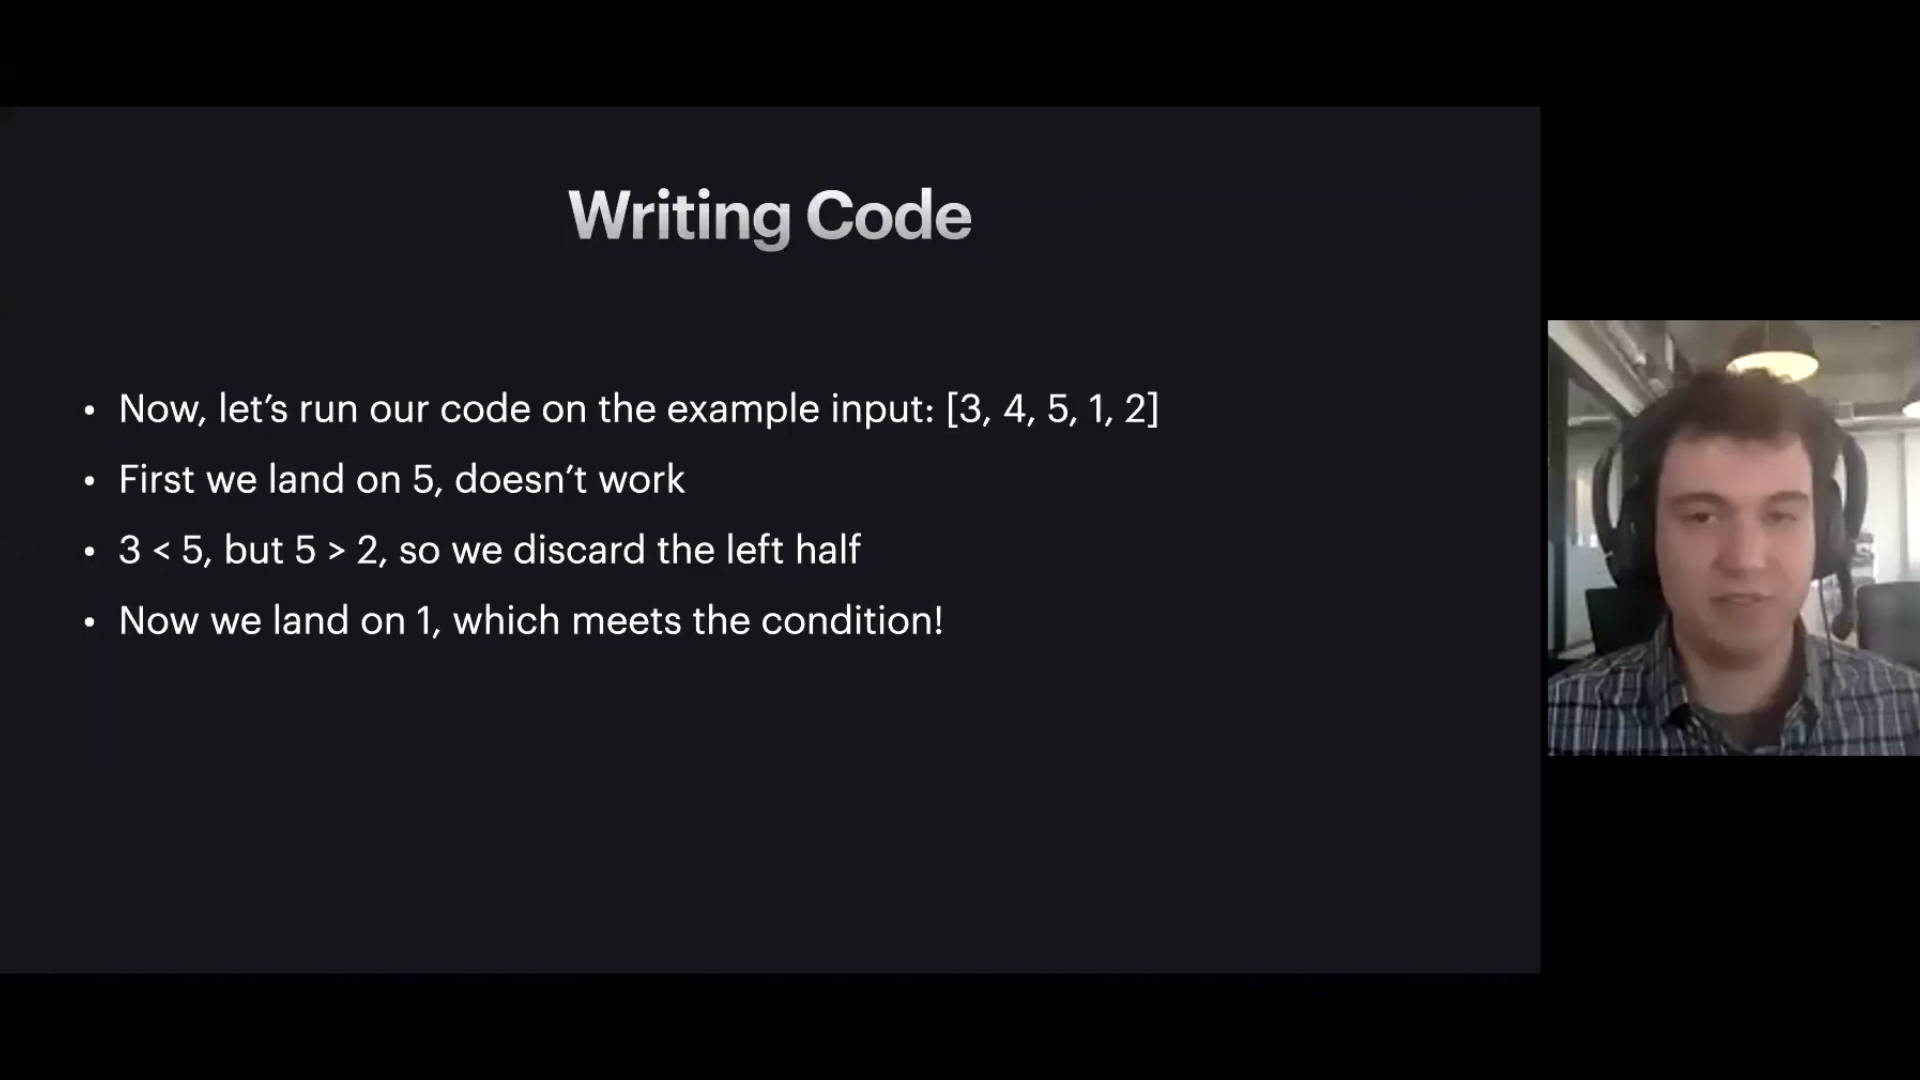 Writing Code
• Now, let’s run our code on the example input: [3, 4, 5, 1, 2]
• First we land on 5, doesn’t work
• 3 < 5, but 5 > 2, so we discard the left half
• Now we land on 1, which meets the condition!